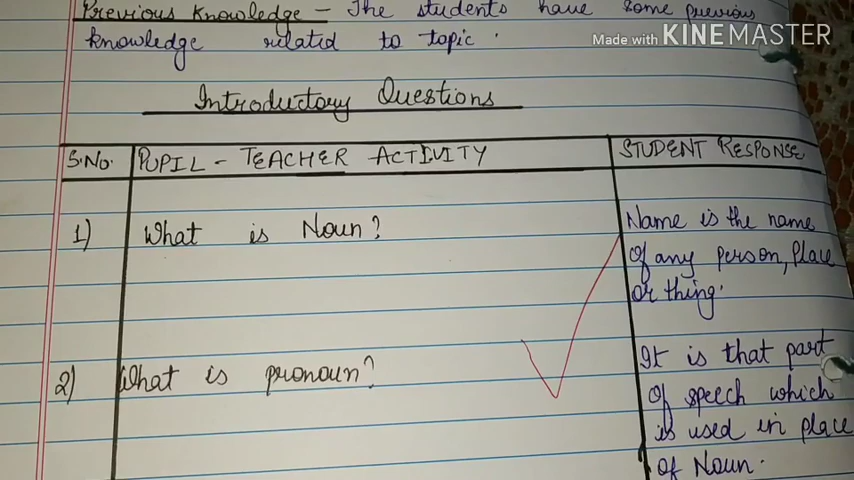 Previous Knowledge - The students have some previous
knowledge related to topic.
Made with KINEMASTER
Introductory Questions
S.No. PUPIL - TEACHER ACTIVITY STUDENT RESPONSE
1) What is Noun? Name is the name
Of any person, Place
Or thing.
2) What is pronoun? It is that part
Of speech which
is used in place
of Noun.